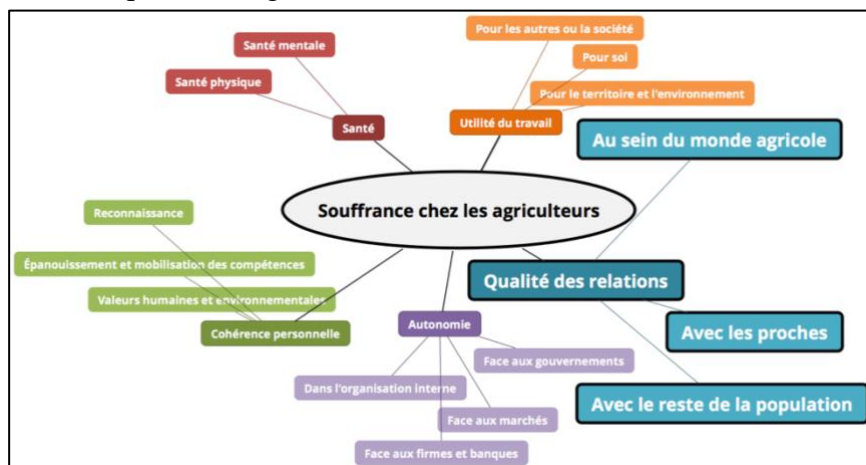 Pour les autres ou la société
Santé mentale
Pour soi
Santé physique
Pour le territoire et l'environnement
Santé
Utilité du travail
Au sein du monde agricole
Souffrance chez les agriculteurs
Reconnaissance
Épanouissement et mobilisation des compétences
Qualité des relations
Valeurs humaines et environnementales
Autonomie
Cohérence personnelle
Avec les proches
Face aux gouvernements
Dans l'organisation interne
Avec le reste de la population
Face aux marchés
Face aux firmes et banques